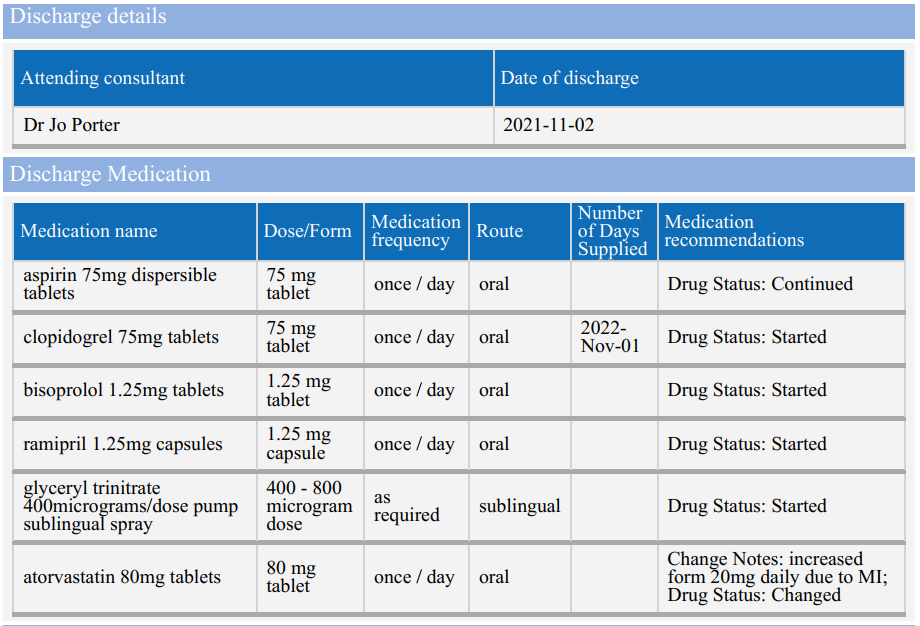 Discharge details
Attending consultant
Date of discharge
Dr Jo Porter
2021-11-02
Discharge Medication
Medication name
Dose/Form
Medication
frequency
Route
Number
of Days
Supplied
Medication
recommendations
aspirin 75mg dispersible
tablets
75 mg
tablet
once / day
oral
Drug Status: Continued
clopidogrel 75mg tablets
75 mg
tablet
once / day
oral
2022-
Nov-01
Drug Status: Started
bisoprolol 1.25mg tablets
1.25 mg
tablet
once / day
oral
Drug Status: Started
ramipril 1.25mg capsules
1.25 mg
capsule
once / day
oral
Drug Status: Started
glyceryl trinitrate
400micrograms/dose pump
sublingual spray
400 - 800
microgram
dose
as
required
sublingual
Drug Status: Started
atorvastatin 80mg tablets
80 mg
tablet
once / day
oral
Change Notes: increased
form 20mg daily due to MI;
Drug Status: Changed